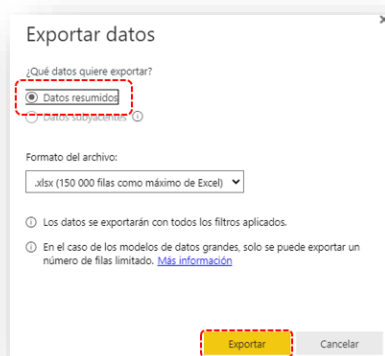 Exportar datos
¿Qué datos quiere exportar?
Datos resumidos
Datos subyacentes
Formato del archivo:
.xlsx (150 000 filas como máximo de Excel)
Los datos se exportarán con todos los filtros aplicados.
En el caso de los modelos de datos grandes, solo se puede exportar un
número de filas limitado. Más información
Exportar Cancelar